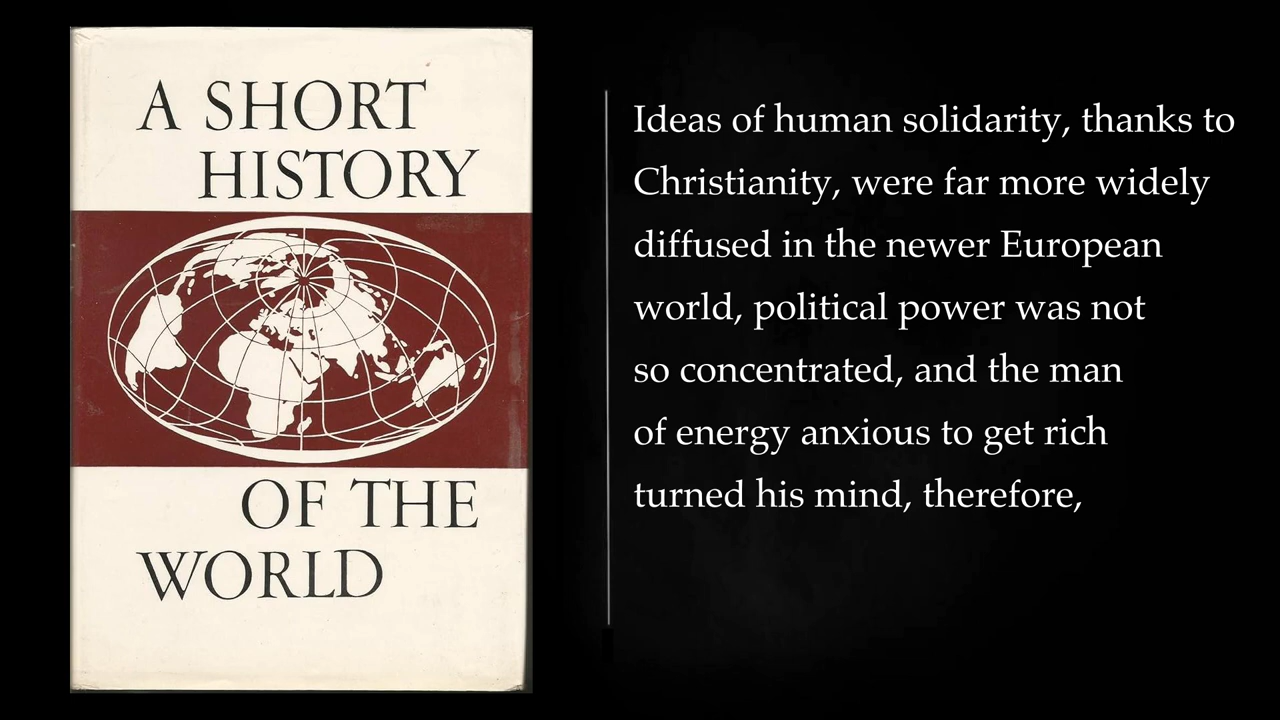 A SHORT
HISTORY
OF THE
WORLD
Ideas of human solidarity, thanks to
Christianity, were far more widely
diffused in the newer European
world, political power was not
so concentrated, and the man
of energy anxious to get rich
turned his mind, therefore,